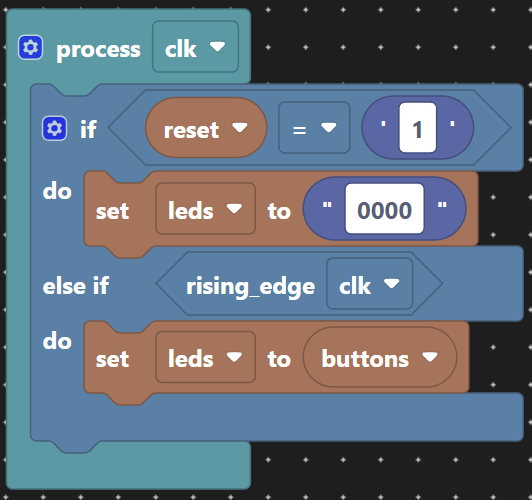 process clk
if reset = ' 1 '
do set leds to " 0000 "
else if rising_edge clk
do set leds to buttons